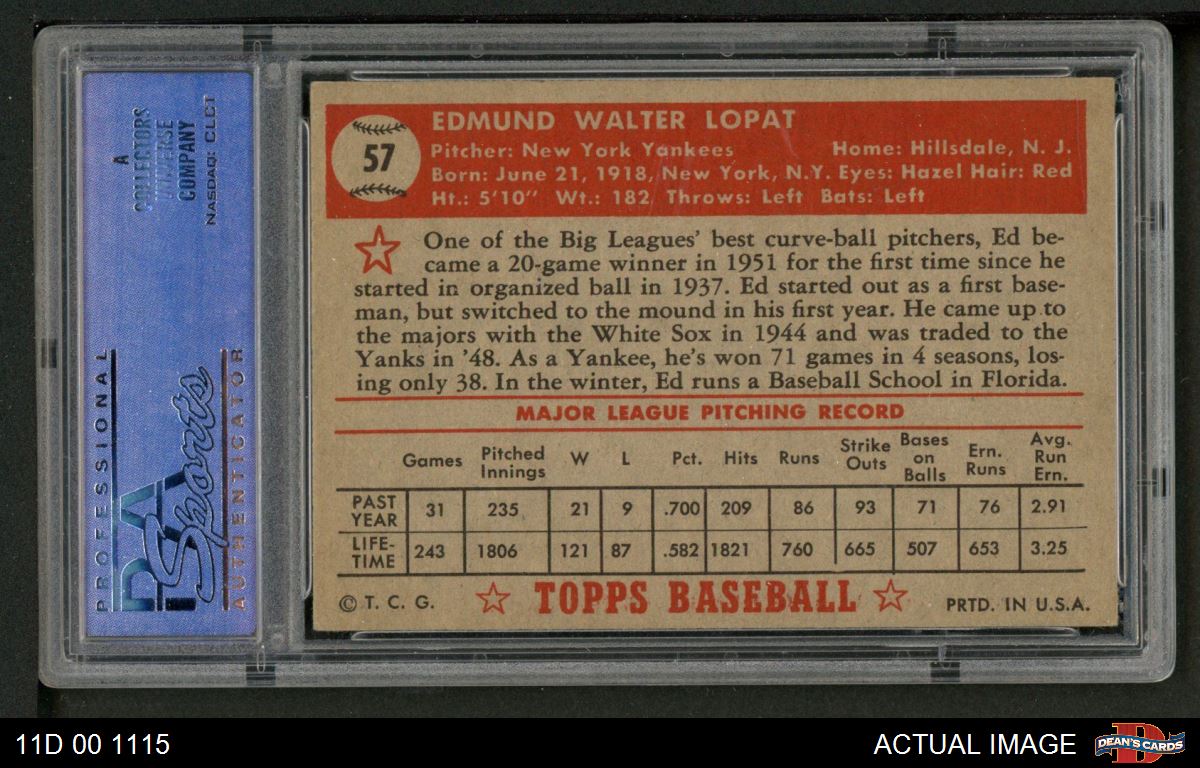 A
COLLECTORS
UNIVERSE
COMPANY
NASDAQ: CLCT
PROFESSIONAL
PSA
Sports
AUTHENTICATOR
57
EDMUND WALTER LOPAT
Pitcher: New York Yankees Home: Hillsdale, N. J.
Born: June 21, 1918, New York, N.Y. Eyes: Hazel Hair: Red
Ht.: 5'10" Wt.: 182 Throws: Left Bats: Left
One of the Big Leagues' best curve-ball pitchers, Ed be-
came a 20-game winner in 1951 for the first time since he
started in organized ball in 1937. Ed started out as a first base-
man, but switched to the mound in his first year. He came up to
the majors with the White Sox in 1944 and was traded to the
Yanks in '48. As a Yankee, he's won 71 games in 4 seasons, los-
ing only 38. In the winter, Ed runs a Baseball School in Florida.
MAJOR LEAGUE PITCHING RECORD
Games Pitched Innings W L Pct. Hits Runs Strike Outs Bases on Balls Ern. Runs Avg. Run Ern.
PAST YEAR 31 235 21 9 .700 209 86 93 71 76 2.91
LIFE-TIME 243 1806 121 87 .582 1821 760 665 507 653 3.25
© T. C. G. TOPPS BASEBALL PRTD. IN U.S.A.
11D 00 1115 ACTUAL IMAGE
D
DEAN'S CARDS